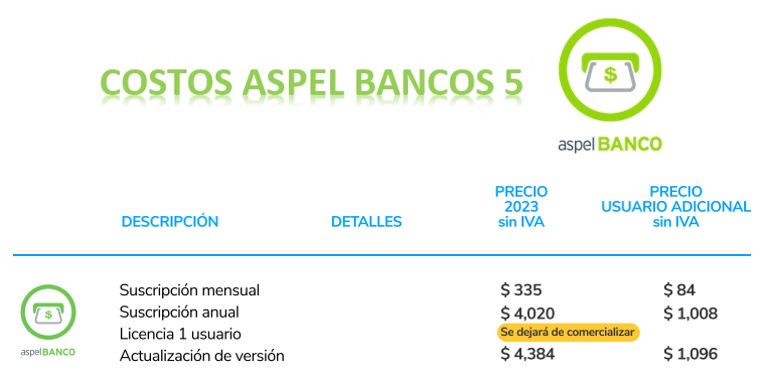 COSTOS ASPEL BANCOS 5
$
aspel BANCO
DESCRIPCIÓN
DETALLES
PRECIO
2023
sin IVA
PRECIO
USUARIO ADICIONAL
sin IVA
$
aspel BANCO
Suscripción mensual $ 335 $ 84
Suscripción anual $ 4,020 $ 1,008
Licencia 1 usuario Se dejará de comercializar
Actualización de versión $ 4,384 $ 1,096